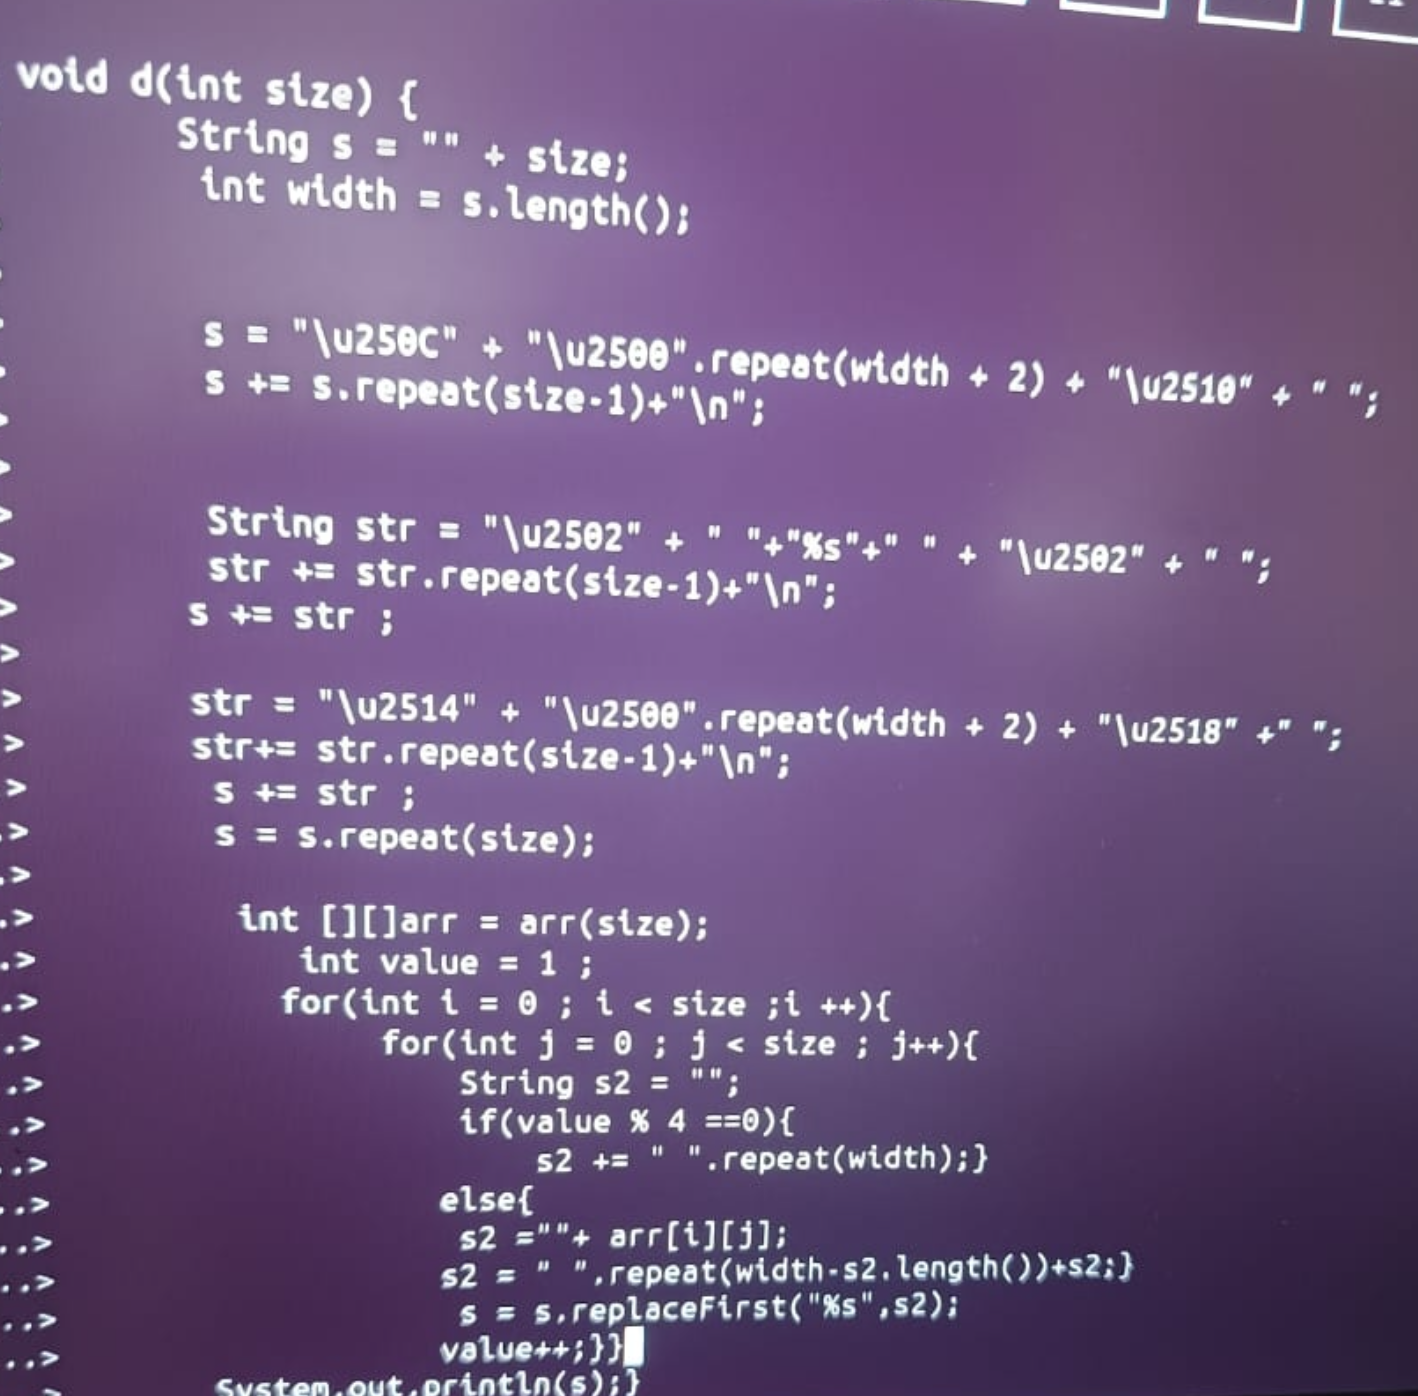 void d(int size) {
String s = "" + size;
int width = s.length();
s = "\u250C" + "\u2500".repeat(width + 2) + "\u2510" + " ";
s += s.repeat(size-1)+"\n";
>
>
String str = "\u2502" + " "+"%s"+" " + "\u2502" + " ";
> str += str.repeat(size-1)+"\n";
> s += str ;
>
> str = "\u2514" + "\u2500".repeat(width + 2) + "\u2518" +" ";
> str+= str.repeat(size-1)+"\n";
> s += str ;
.> s = s.repeat(size);
.>
.> int [][]arr = arr(size);
.> int value = 1 ;
.> for(int i = 0 ; i < size ;i ++){
.> for(int j = 0 ; j < size ; j++){
.> String s2 = "";
.> if(value % 4 ==0){
..> s2 += " ".repeat(width);}
..> else{
..> s2 =""+ arr[i][j];
..> s2 = " ".repeat(width-s2.length())+s2;}
..> s = s.replaceFirst("%s",s2);
..> value++;}}
System.out.println(s);}